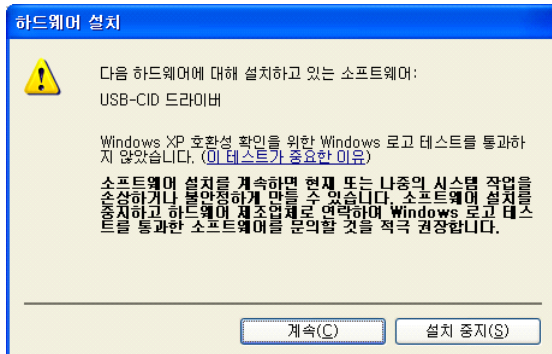 하드웨어 설치
다음 하드웨어에 대해 설치하고 있는 소프트웨어:
USB-CID 드라이버
Windows XP 호환성 확인을 위한 Windows 로고 테스트를 통과하
지 않았습니다. (이 테스트가 중요한 이유)
소프트웨어 설치를 계속하면 현재 또는 나중의 시스템 작업을
손상하거나 불안정하게 만들 수 있습니다. 소프트웨어 설치를
중지하고 하드웨어 제조업체로 연락하여 Windows 로고 테스
트를 통과한 소프트웨어를 문의할 것을 적극 권장합니다.
계속(C)
설치 중지(S)